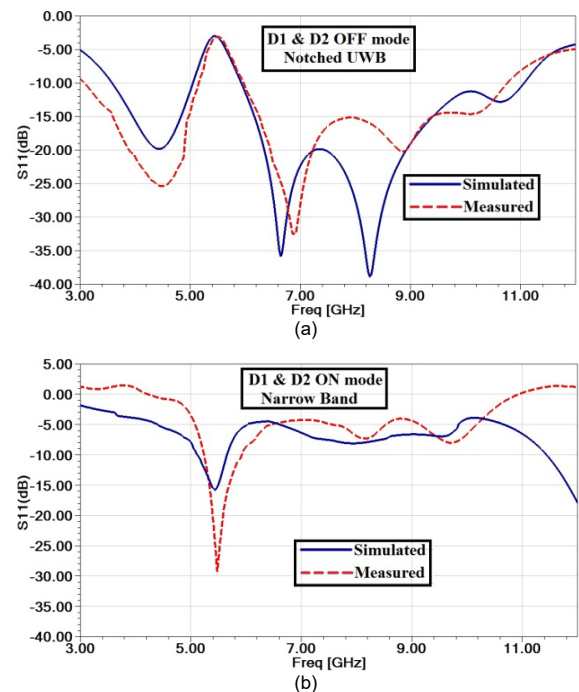 0.00
-5.00
-10.00
-15.00
-20.00
-25.00
-30.00
-35.00
-40.00
S11(dB)
D1 & D2 OFF mode
Notched UWB
Simulated
Measured
3.00 5.00 7.00 9.00 11.00
Freq [GHz]
(a)
5.00
0.00
-5.00
-10.00
-15.00
-20.00
-25.00
-30.00
-35.00
-40.00
S11(dB)
D1 & D2 ON mode
Narrow Band
Simulated
Measured
3.00 5.00 7.00 9.00 11.00
Freq [GHz]
(b)